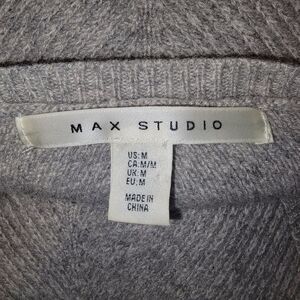 MAX STUDIO
US: M
CA: M/M
UK: M
EU: M
MADE IN
CHINA